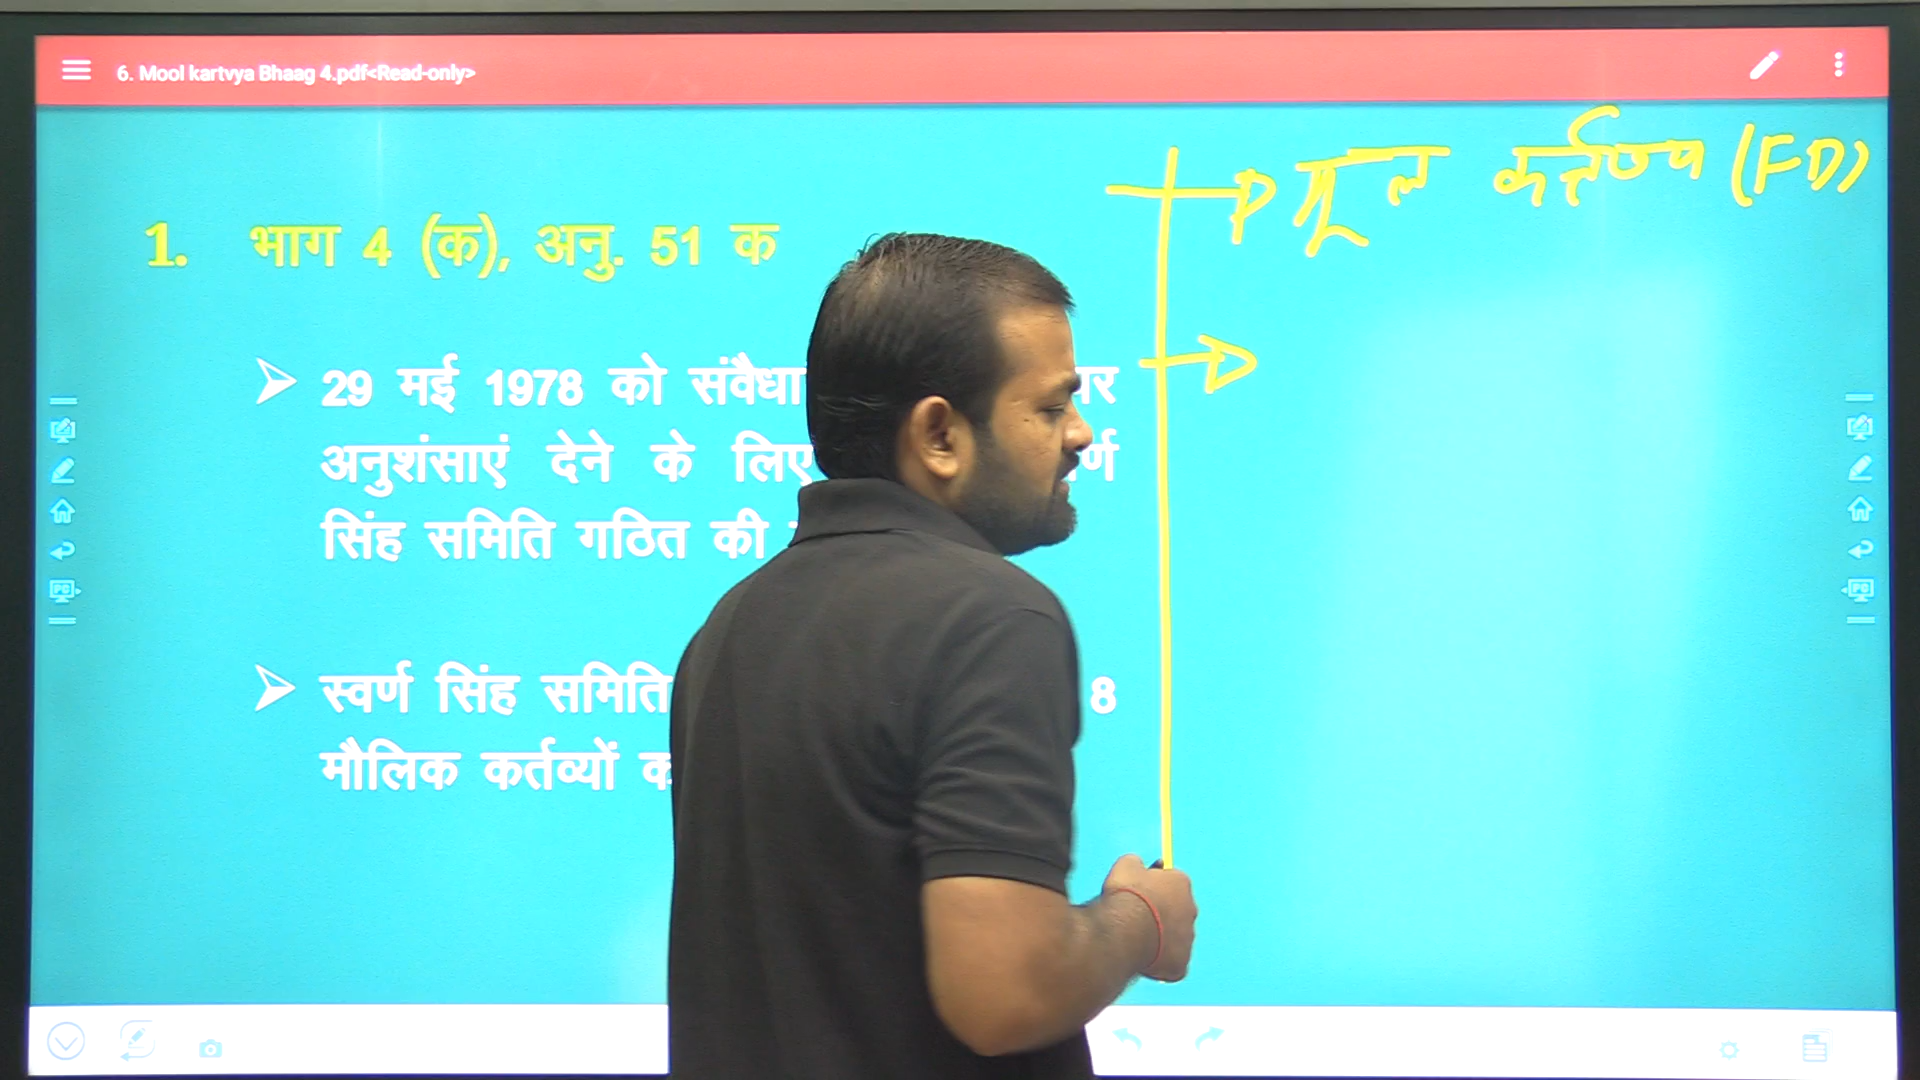 6. Mool kartvya Bhaag 4.pdf<Read-only>
मूल कर्त्तव्य (FD)
1. भाग 4 (क), अनु. 51 क
29 मई 1978 को
अनुशंसाएं देने के लिए
सिंह समिति गठित की
स्वर्ण सिंह समिति 8
मौलिक कर्तव्यों